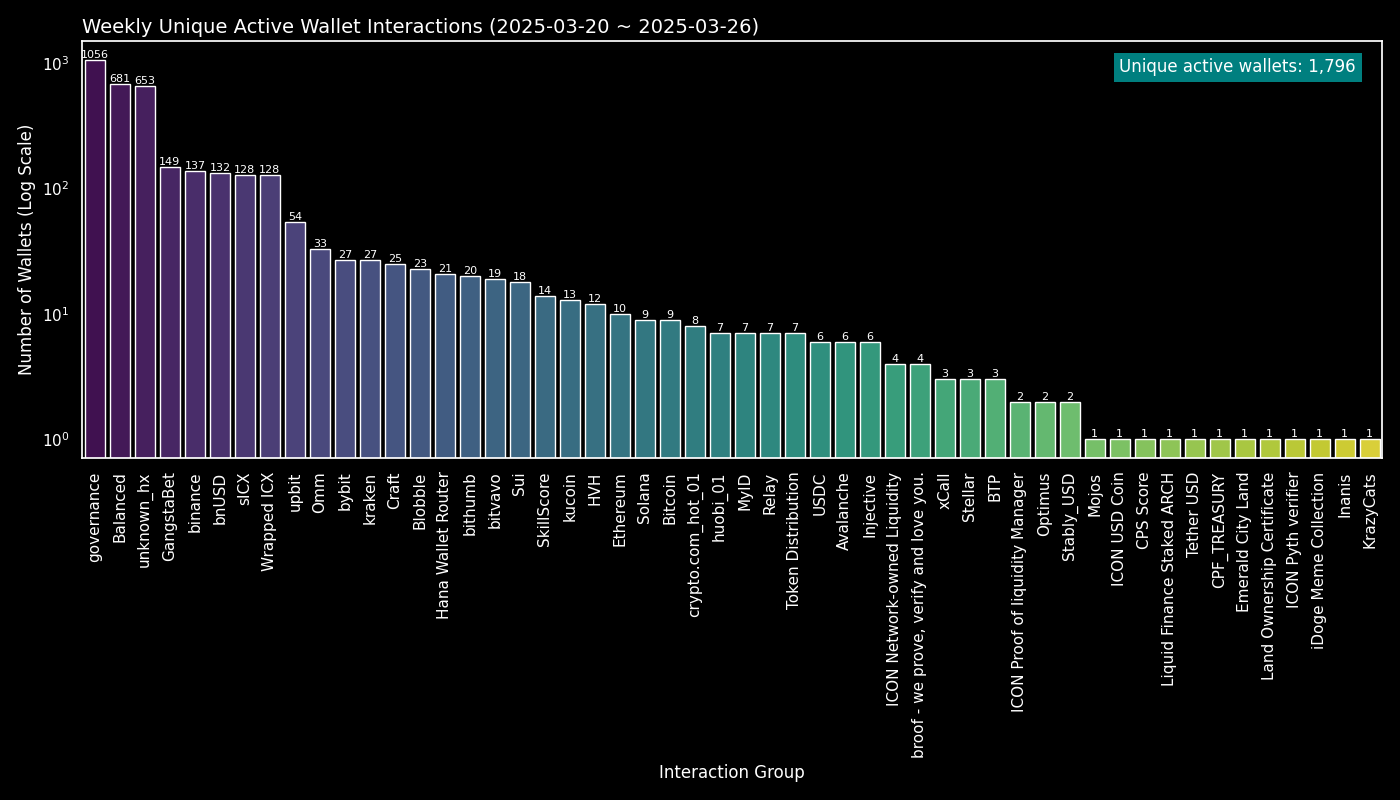 Weekly Unique Active Wallet Interactions (2025-03-20 ~ 2025-03-26)
Unique active wallets: 1,796
Number of Wallets (Log Scale)
10³
10²
10¹
10⁰
1056
681
653
149
137
132
128
128
54
33
27
27
25
23
21
20
19
18
14
13
12
10
9
9
8
7
7
7
7
6
6
6
4
4
3
3
3
2
2
2
1
1
1
1
1
1
1
1
1
1
1
1
governance
Balanced
unknown_hx
GangstaBet
binance
bnUSD
sICX
Wrapped ICX
upbit
Omm
bybit
kraken
Craft
Blobble
Hana Wallet Router
bithumb
bitvavo
Sui
SkillScore
kucoin
HVH
Ethereum
Solana
Bitcoin
crypto.com_hot_01
huobi_01
MyID
Relay
Token Distribution
USDC
Avalanche
Injective
ICON Network-owned Liquidity
broof - we prove, verify and love you.
xCall
Stellar
BTP
ICON Proof of liquidity Manager
Optimus
Stably_USD
Mojos
ICON USD Coin
CPS Score
Liquid Finance Staked ARCH
Tether USD
CPF_TREASURY
Emerald City Land
Land Ownership Certificate
ICON Pyth verifier
iDoge Meme Collection
Inanis
KrazyCats
Interaction Group